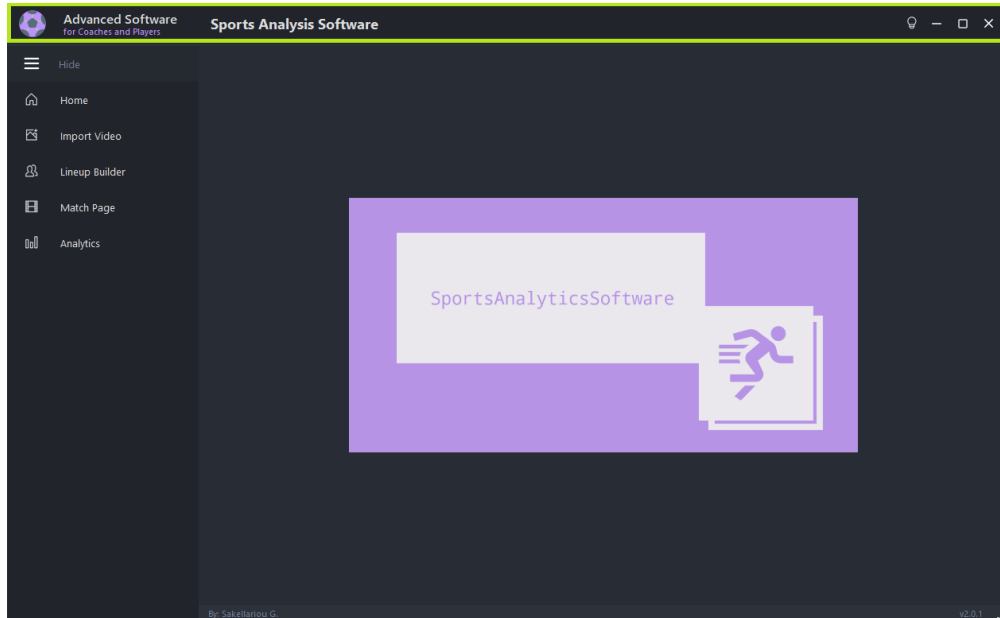 Advanced Software
for Coaches and Players
Sports Analysis Software
Hide
Home
Import Video
Lineup Builder
Match Page
Analytics
SportsAnalyticsSoftware
By: Sakellariou G.
v2.0.1